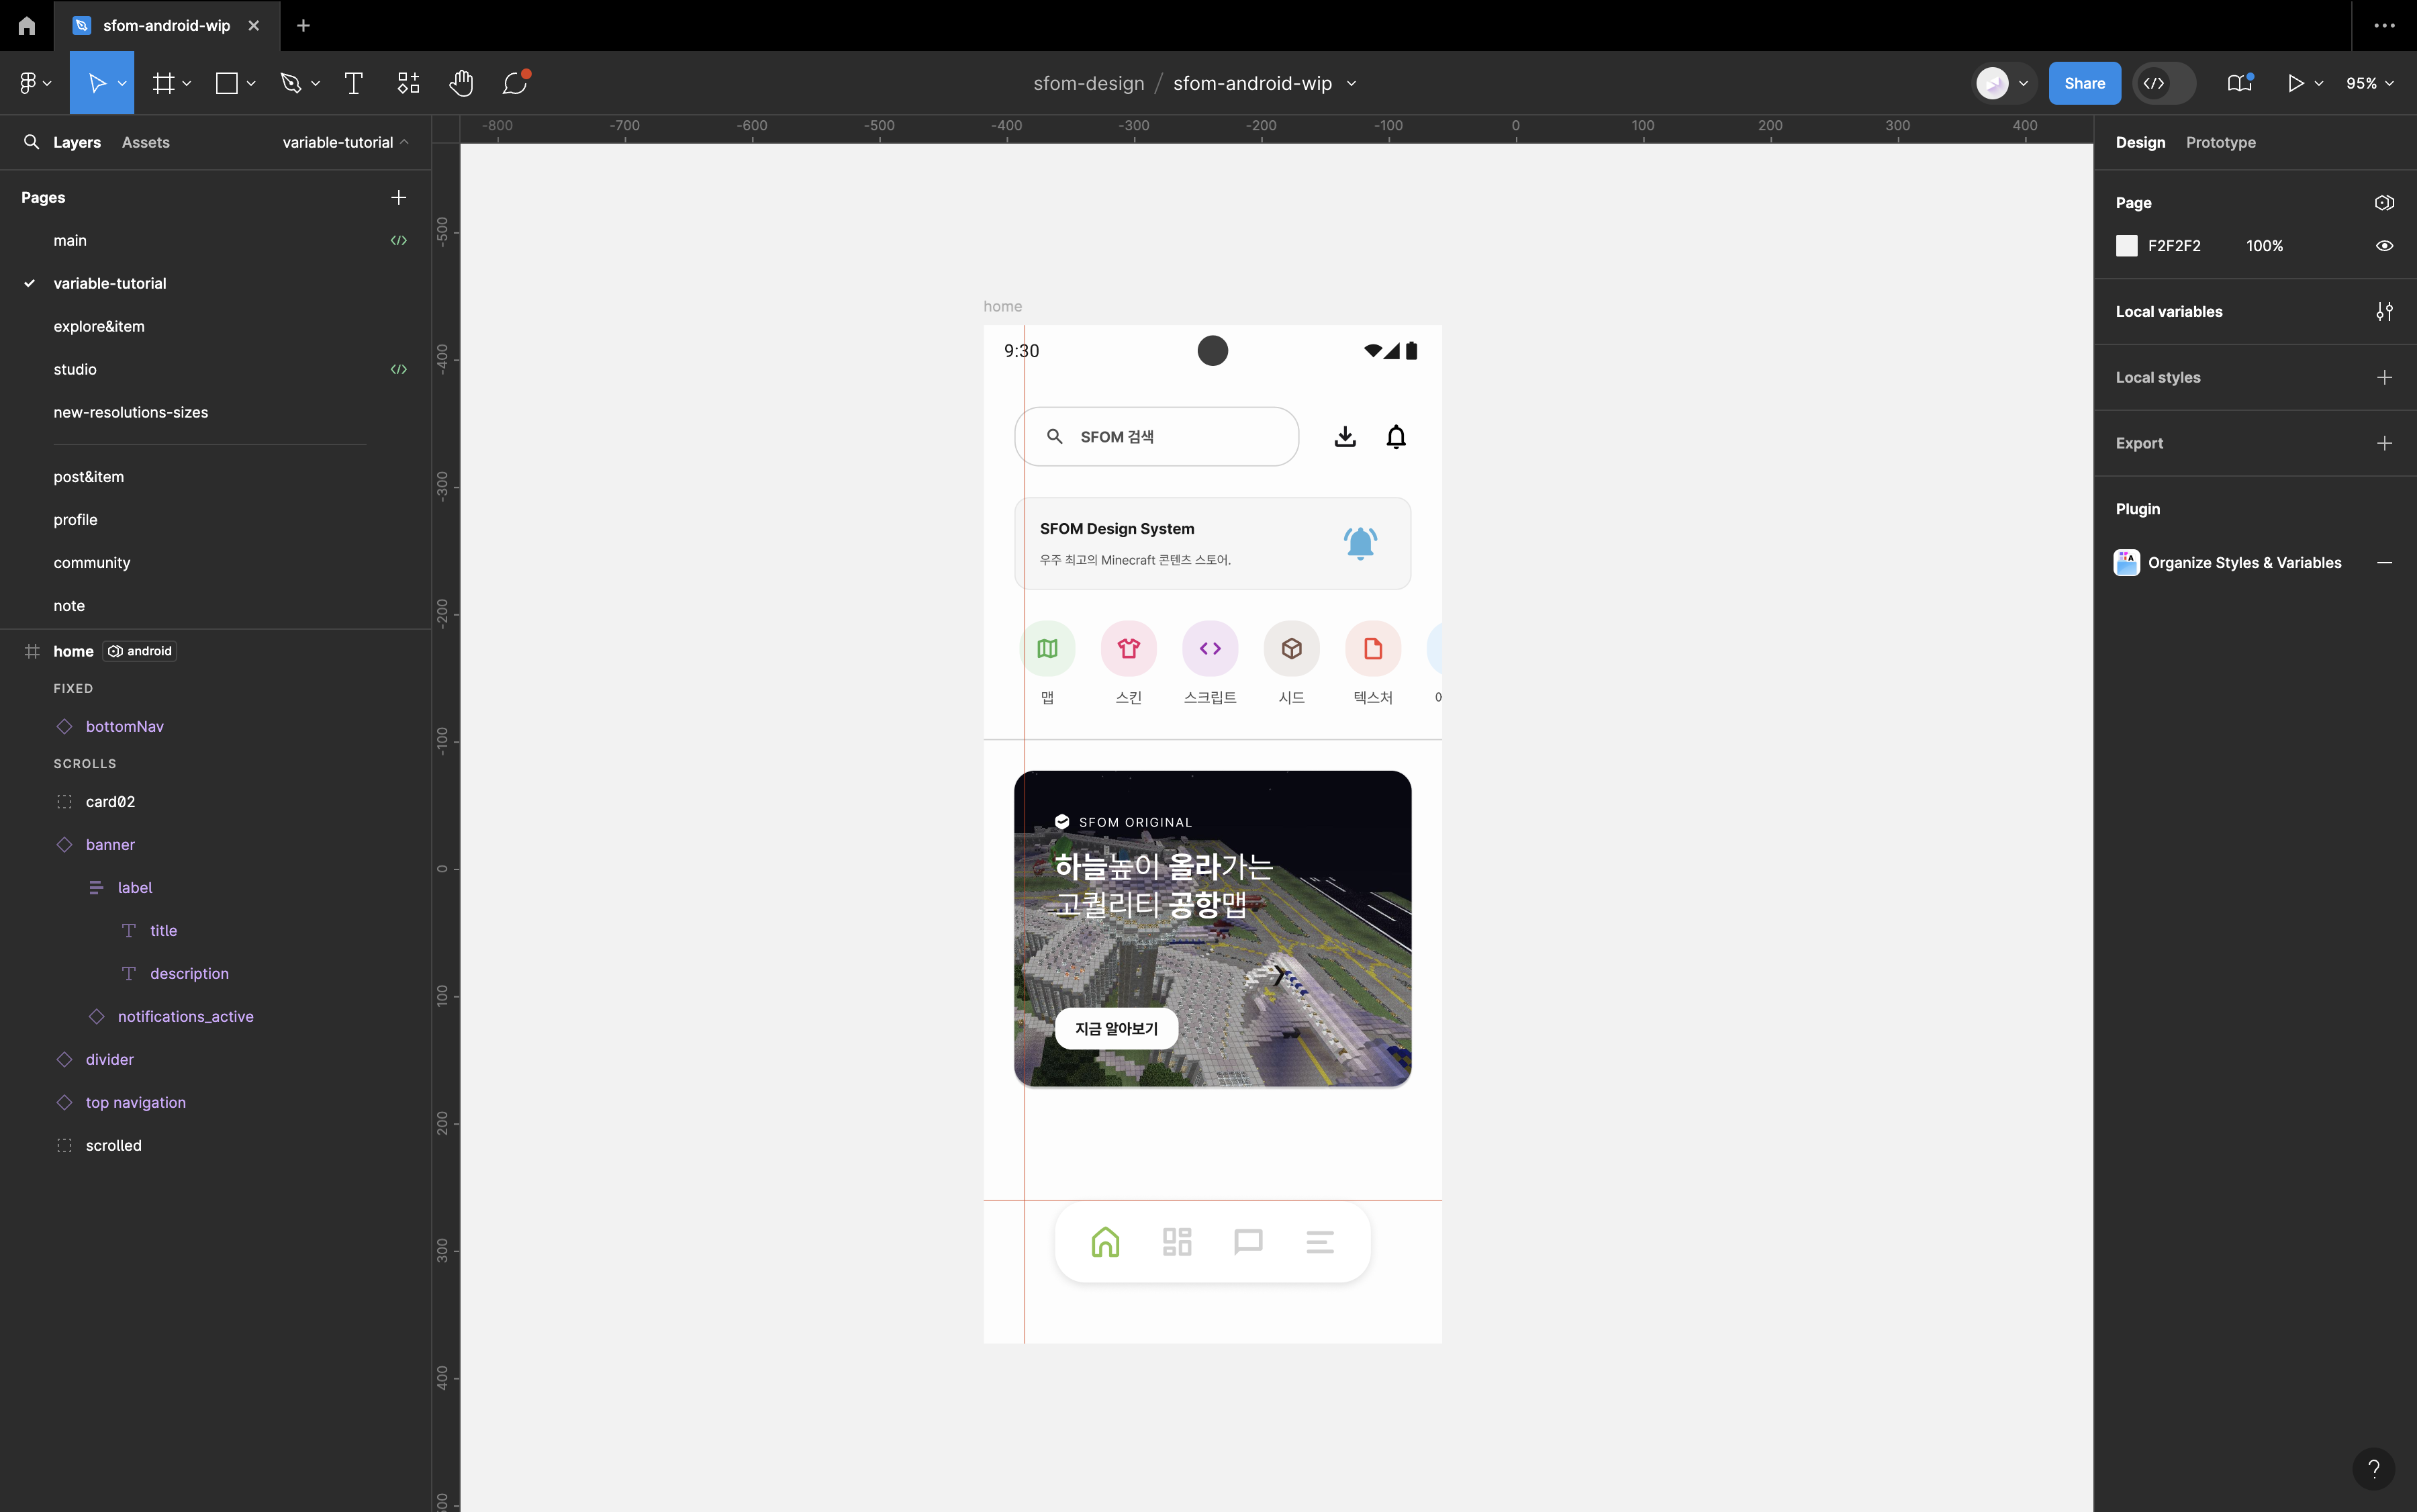 sfom-android-wip
sfom-design / sfom-android-wip
Share
95%
Layers
Assets
variable-tutorial
Pages
main
variable-tutorial
explore&item
studio
new-resolutions-sizes
post&item
profile
community
note
home
android
FIXED
bottomNav
SCROLLS
card02
banner
label
title
description
notifications_active
divider
top navigation
scrolled
-800 -700 -600 -500 -400 -300 -200 -100 0 100 200 300 400
-500
-400
-300
-200
-100
0
100
200
300
400
home
9:30
SFOM 검색
SFOM Design System
우주 최고의 Minecraft 콘텐츠 스토어.
맵
스킨
스크립트
시드
텍스처
SFOM ORIGINAL
하늘높이 올라가는
고퀄리티 공항맵
지금 알아보기
Design
Prototype
Page
F2F2F2
100%
Local variables
Local styles
Export
Plugin
Organize Styles & Variables
?